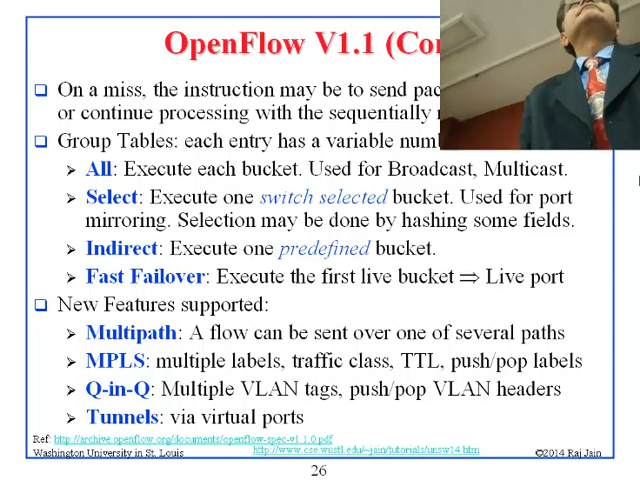 OpenFlow V1.1 (Con
❑ On a miss, the instruction may be to send pac
or continue processing with the sequentially
❑ Group Tables: each entry has a variable num
➢ All: Execute each bucket. Used for Broadcast, Multicast.
➢ Select: Execute one switch selected bucket. Used for port
mirroring. Selection may be done by hashing some fields.
➢ Indirect: Execute one predefined bucket.
➢ Fast Failover: Execute the first live bucket ⇒ Live port
❑ New Features supported:
➢ Multipath: A flow can be sent over one of several paths
➢ MPLS: multiple labels, traffic class, TTL, push/pop labels
➢ Q-in-Q: Multiple VLAN tags, push/pop VLAN headers
➢ Tunnels: via virtual ports
Ref: http://archive.openflow.org/documents/openflow-spec-v1.1.0.pdf
Washington University in St. Louis http://www.cse.wustl.edu/~jain/tutorials/unsw14.htm ©2014 Raj Jain
26